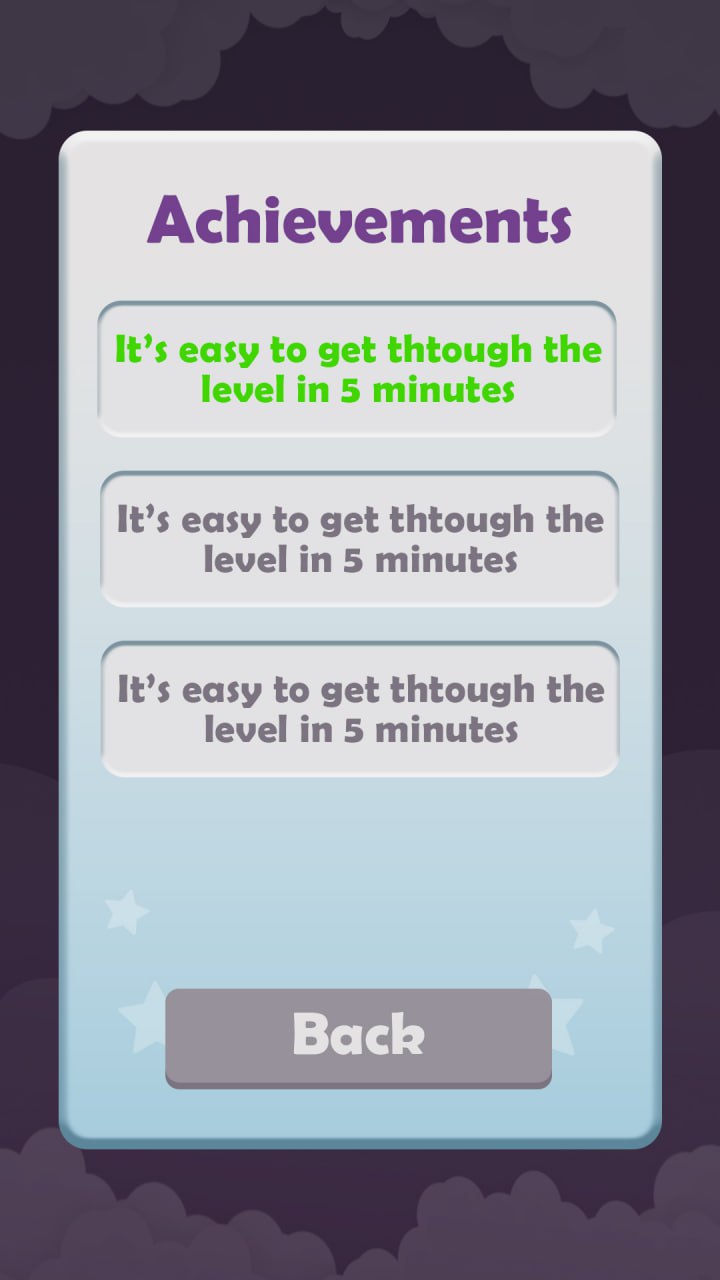 Achievements
It’s easy to get thtough the
level in 5 minutes
It’s easy to get thtough the
level in 5 minutes
It’s easy to get thtough the
level in 5 minutes
Back